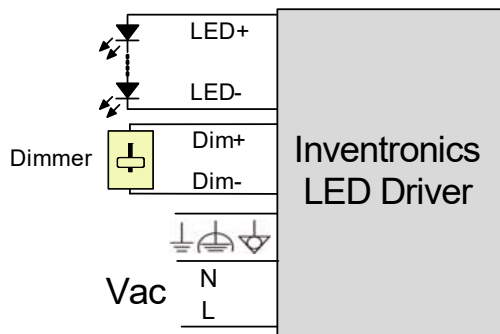 LED+
LED-
Dimmer
Dim+
Dim-
Inventronics
LED Driver
Vac
N
L